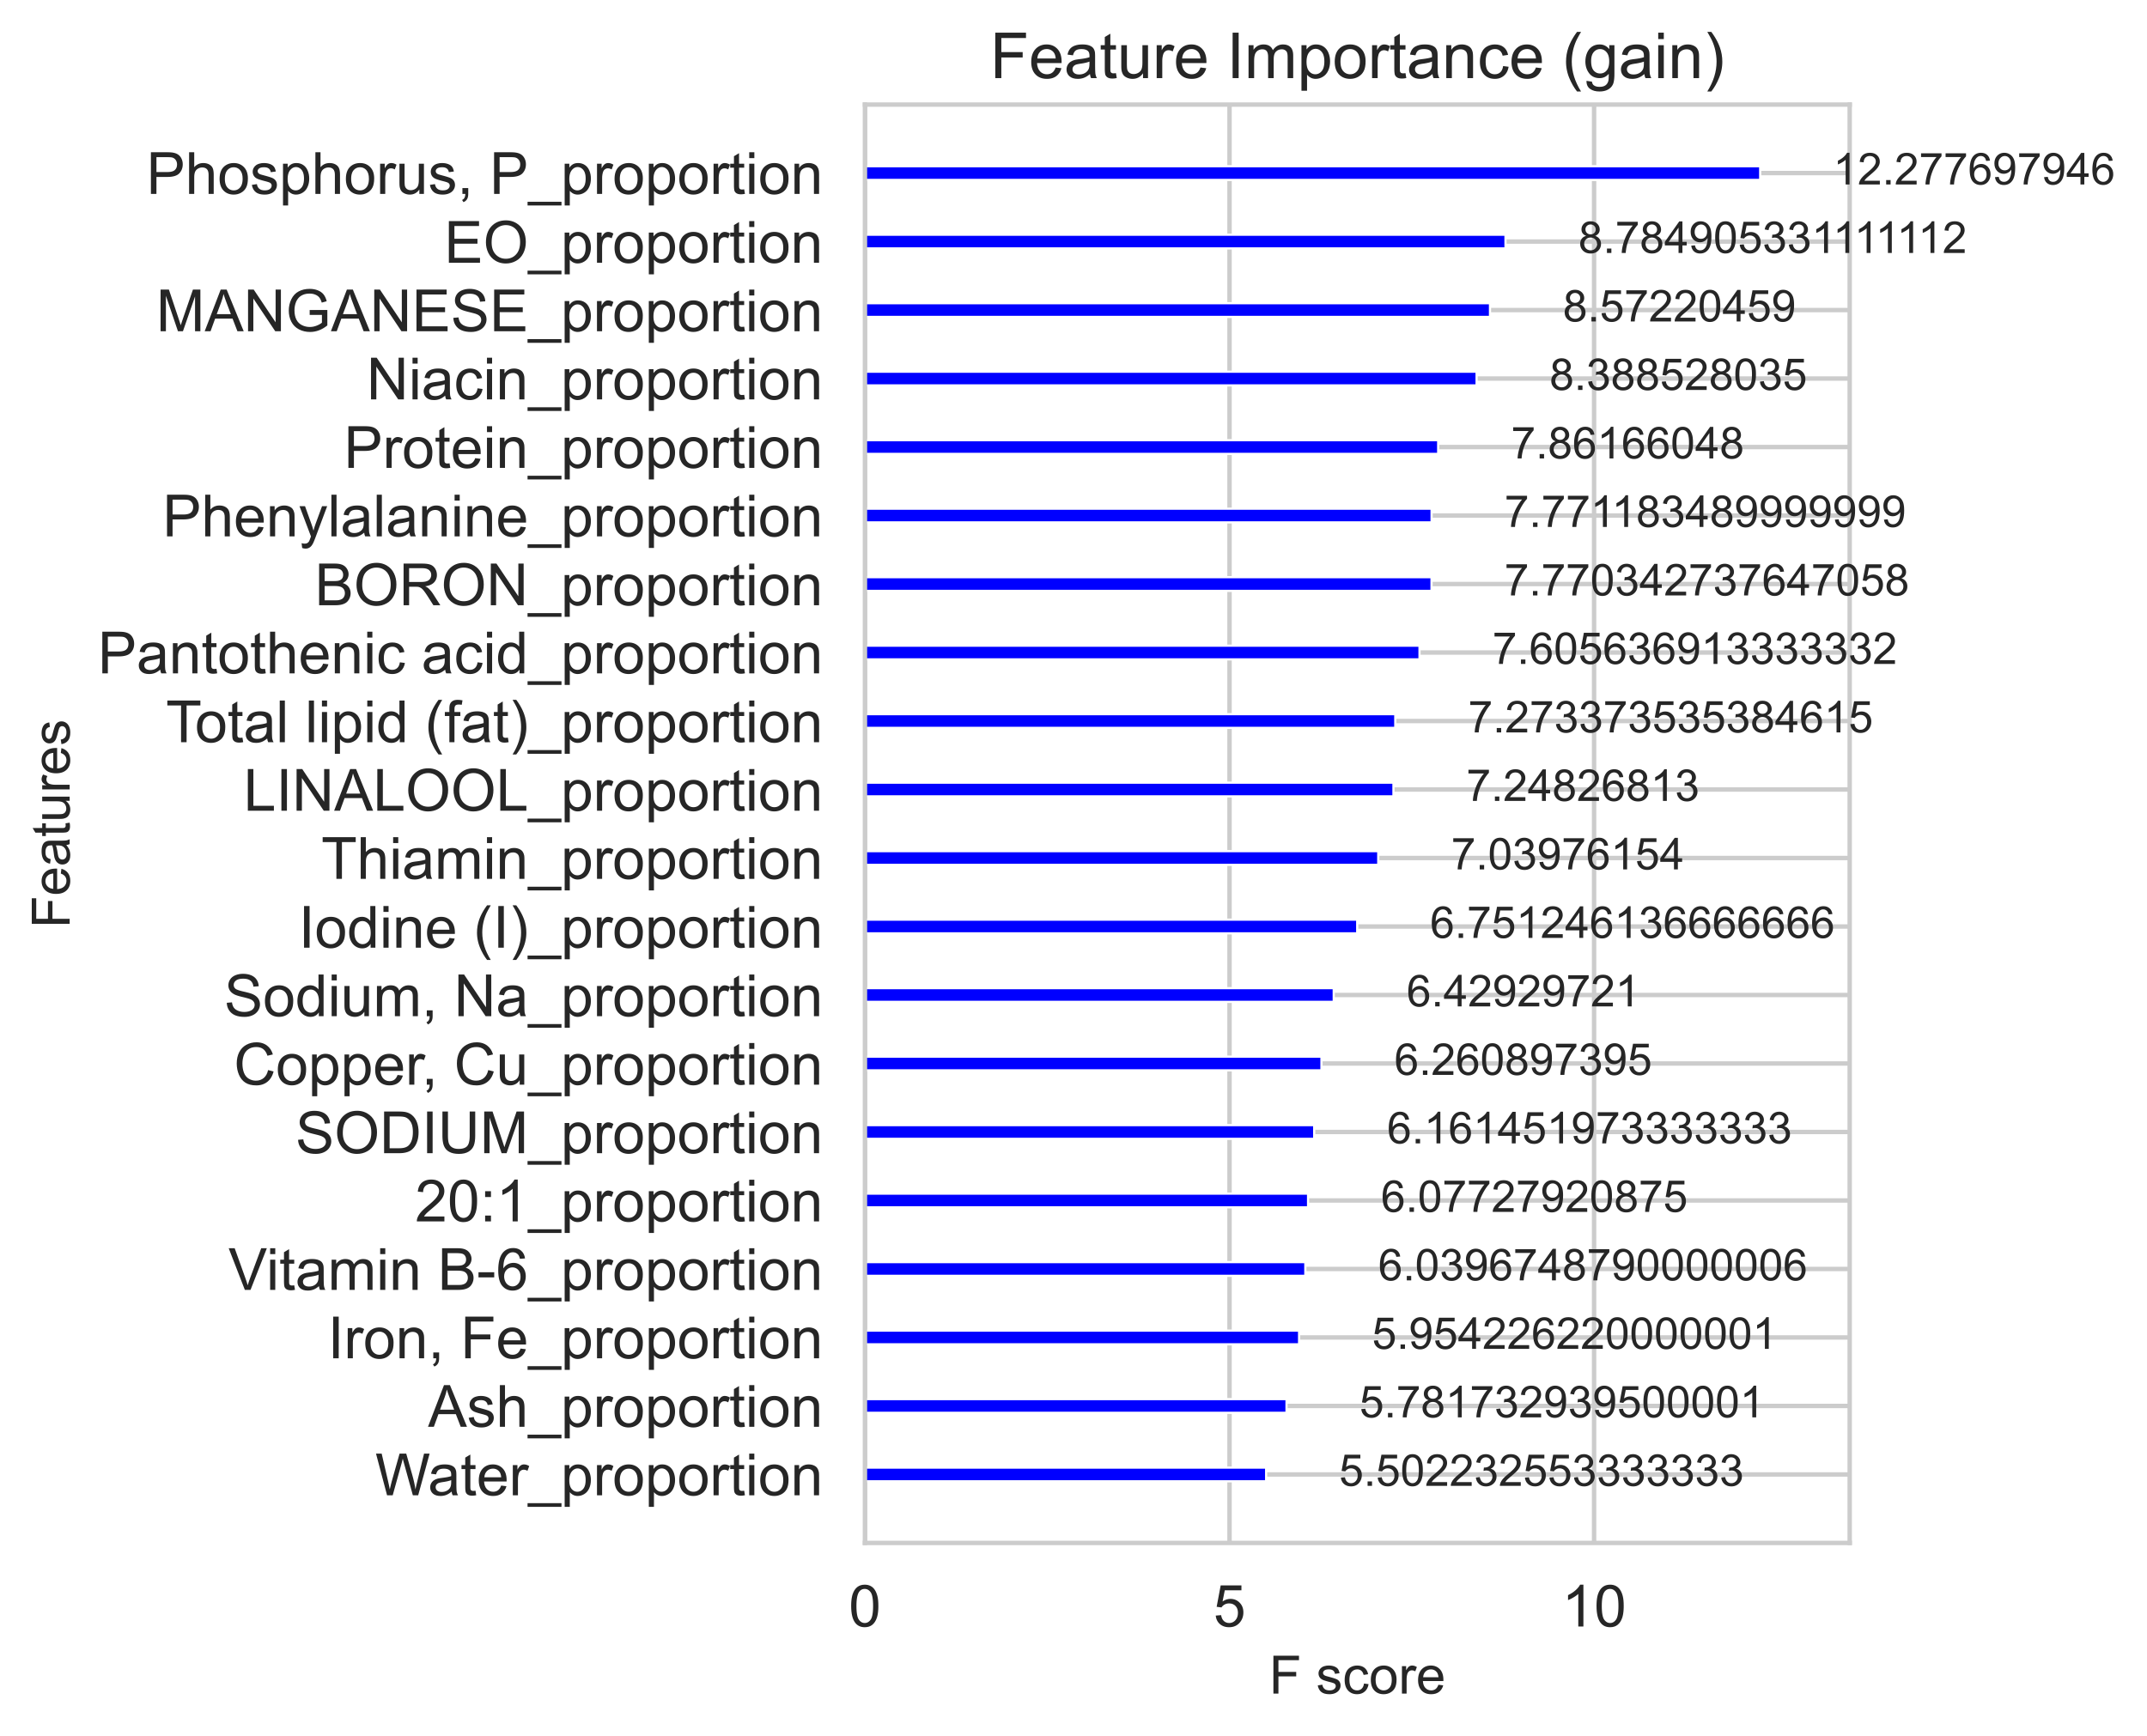 Feature Importance (gain)
Phosphorus, P_proportion 12.277697946
EO_proportion 8.784905331111112
MANGANESE_proportion 8.57220459
Niacin_proportion 8.388528035
Protein_proportion 7.86166048
Phenylalanine_proportion 7.771183489999999
BORON_proportion 7.770342737647058
Pantothenic acid_proportion 7.605636913333332
Total lipid (fat)_proportion 7.273373535384615
LINALOOL_proportion 7.24826813
Thiamin_proportion 7.03976154
Iodine (I)_proportion 6.751246136666666
Sodium, Na_proportion 6.42929721
Copper, Cu_proportion 6.260897395
SODIUM_proportion 6.161451973333333
20:1_proportion 6.07727920875
Vitamin B-6_proportion 6.0396748790000006
Iron, Fe_proportion 5.954226220000001
Ash_proportion 5.781732939500001
Water_proportion 5.502232553333333
Features
0 5 10
F score